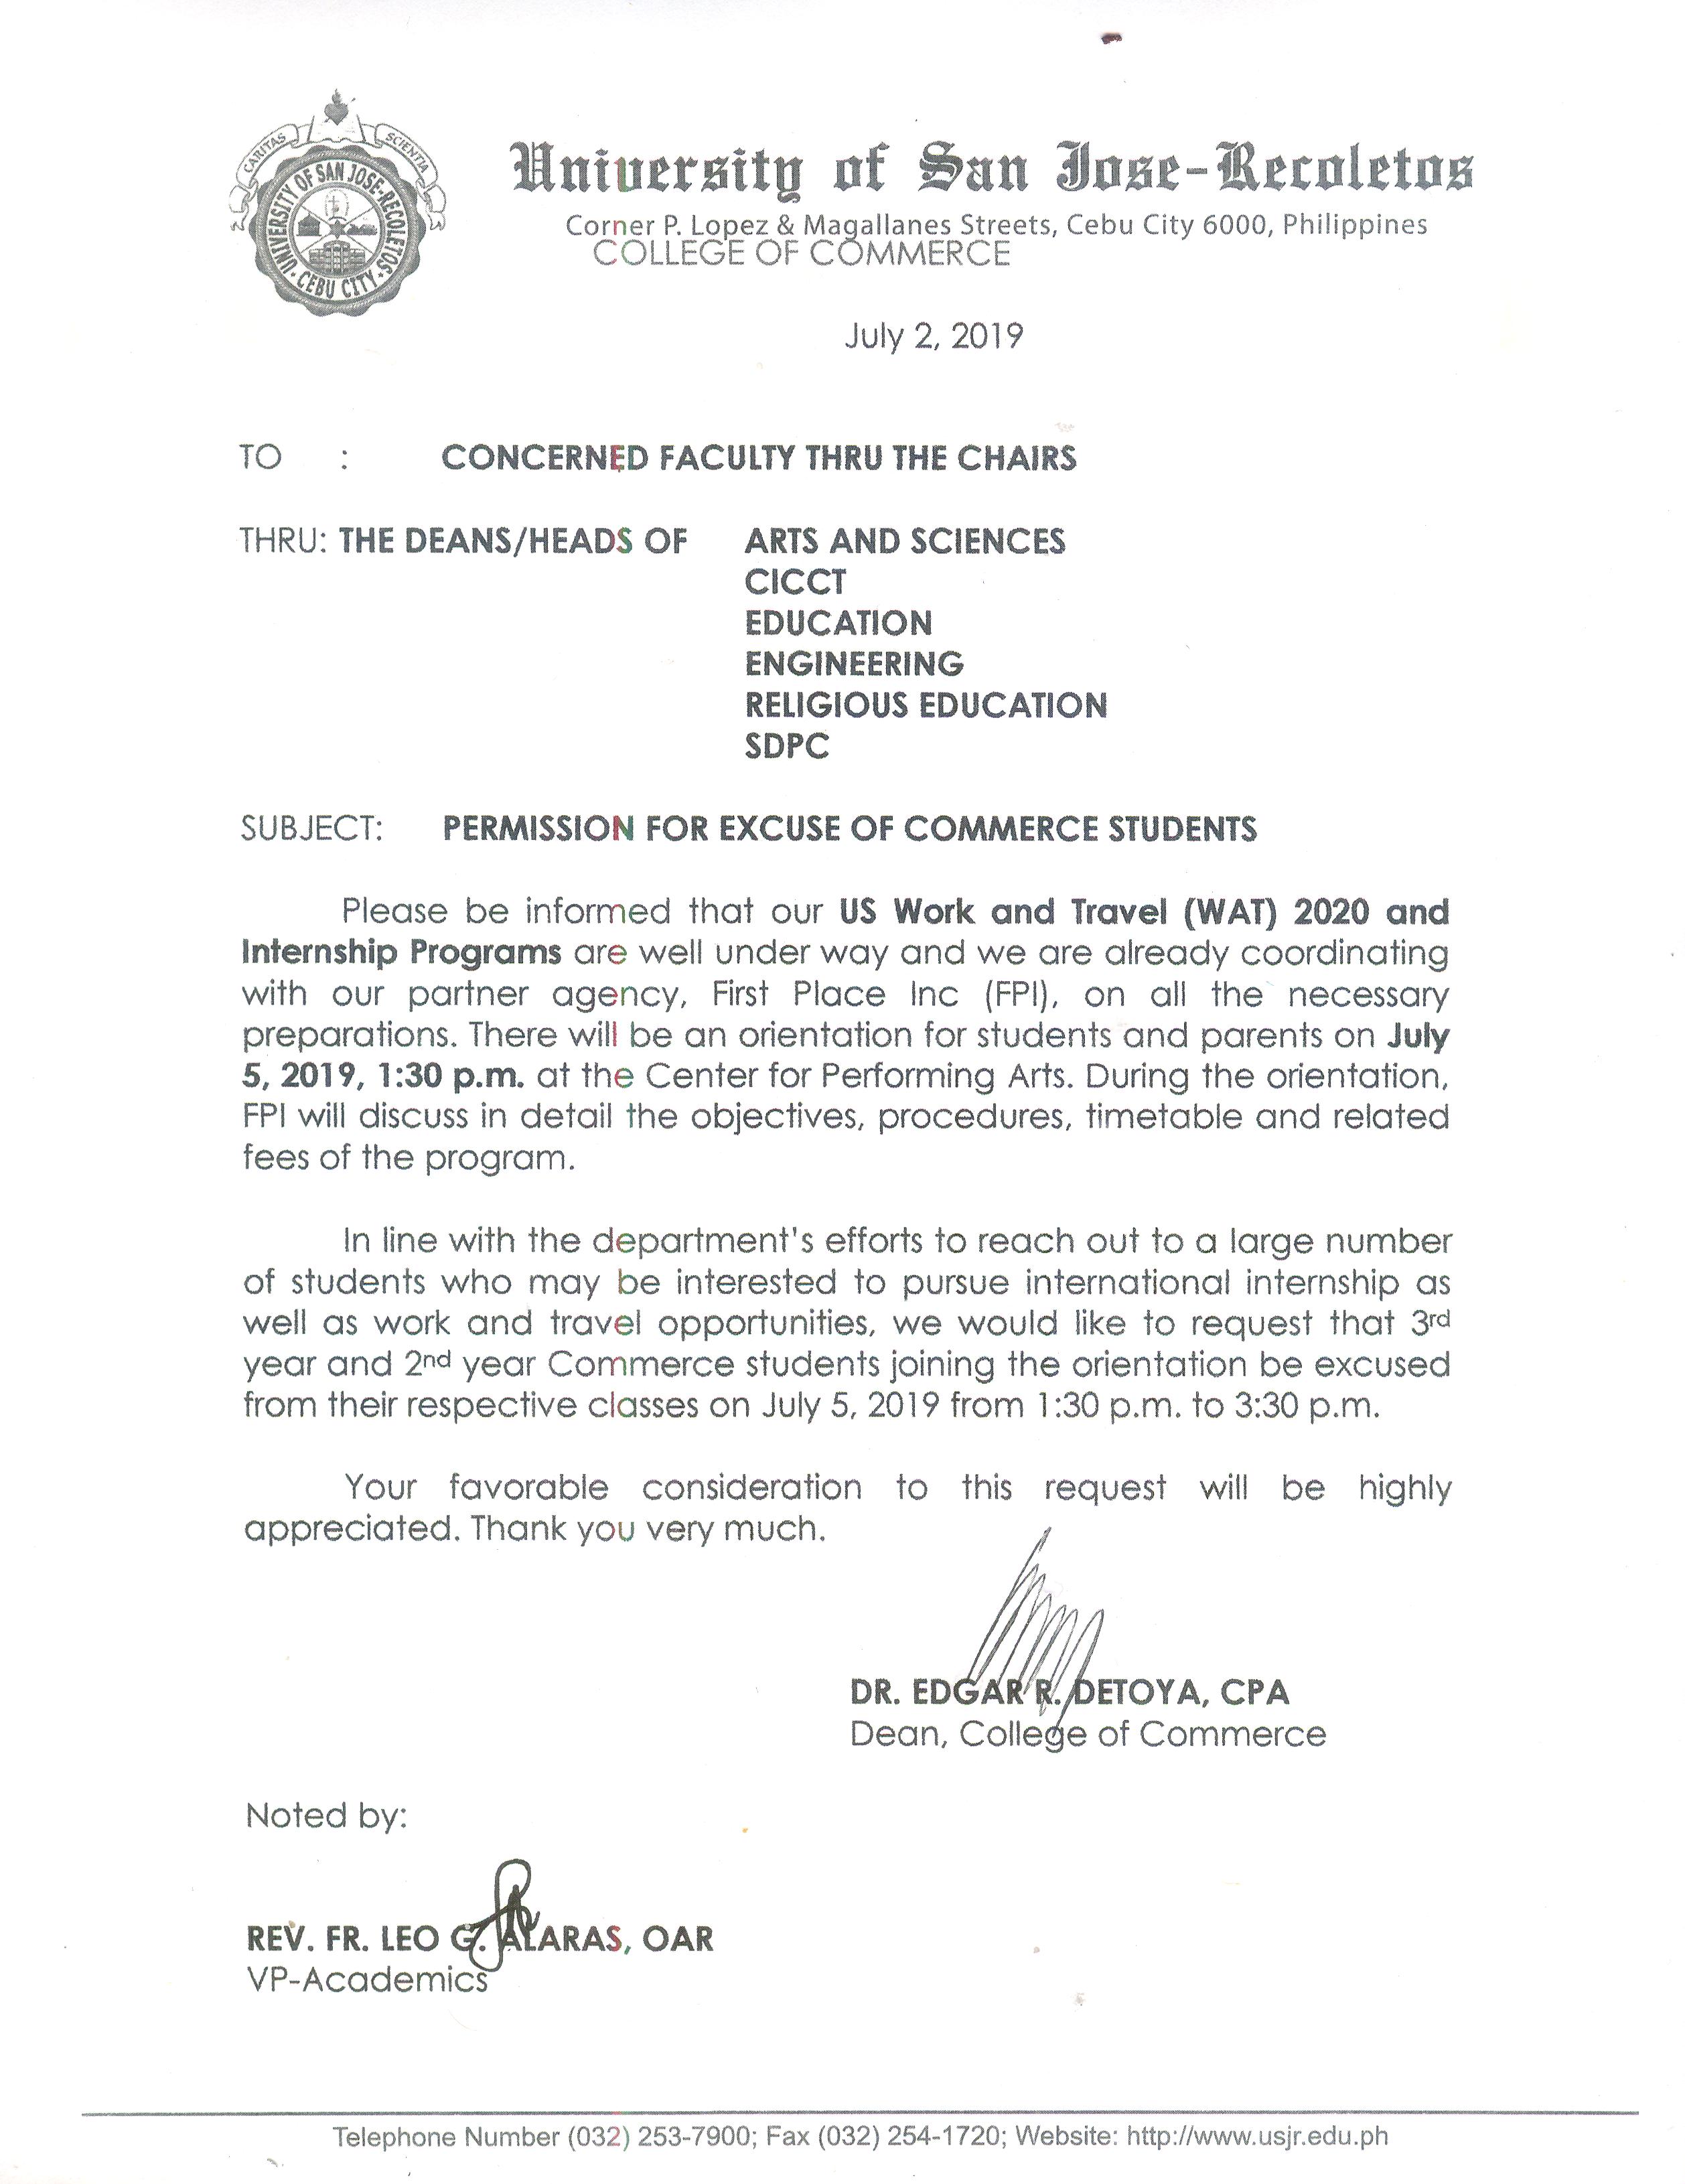 CARITAS
SCIENTIA
UNIVERSITY OF SAN JOSE-RECOLETOS
• CEBU CITY •
University of San Jose-Recoletos
Corner P. Lopez & Magallanes Streets, Cebu City 6000, Philippines
COLLEGE OF COMMERCE
July 2, 2019
TO : CONCERNED FACULTY THRU THE CHAIRS
THRU: THE DEANS/HEADS OF ARTS AND SCIENCES
CICCT
EDUCATION
ENGINEERING
RELIGIOUS EDUCATION
SDPC
SUBJECT: PERMISSION FOR EXCUSE OF COMMERCE STUDENTS
Please be informed that our US Work and Travel (WAT) 2020 and
Internship Programs are well under way and we are already coordinating
with our partner agency, First Place Inc (FPI), on all the necessary
preparations. There will be an orientation for students and parents on July
5, 2019, 1:30 p.m. at the Center for Performing Arts. During the orientation,
FPI will discuss in detail the objectives, procedures, timetable and related
fees of the program.
In line with the department's efforts to reach out to a large number
of students who may be interested to pursue international internship as
well as work and travel opportunities, we would like to request that 3rd
year and 2nd year Commerce students joining the orientation be excused
from their respective classes on July 5, 2019 from 1:30 p.m. to 3:30 p.m.
Your favorable consideration to this request will be highly
appreciated. Thank you very much.
DR. EDGAR R. DETOYA, CPA
Dean, College of Commerce
Noted by:
REV. FR. LEO G. ALARAS, OAR
VP-Academics
Telephone Number (032) 253-7900; Fax (032) 254-1720; Website: http://www.usjr.edu.ph